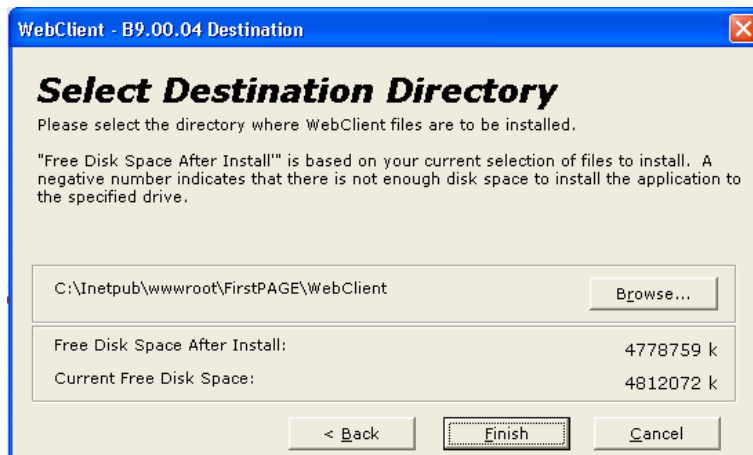 WebClient - B9.00.04 Destination
Select Destination Directory
Please select the directory where WebClient files are to be installed.
"Free Disk Space After Install'" is based on your current selection of files to install.  A
negative number indicates that there is not enough disk space to install the application to
the specified drive.
C:\Inetpub\wwwroot\FirstPAGE\WebClient
Browse...
Free Disk Space After Install: 4778759 k
Current Free Disk Space: 4812072 k
< Back Finish Cancel